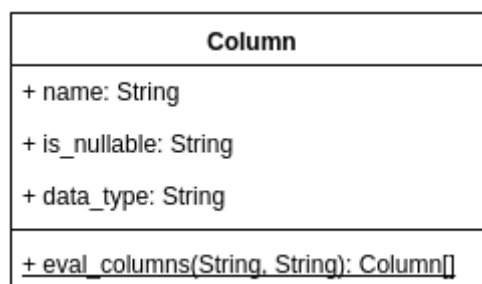 Column
+ name: String
+ is_nullable: String
+ data_type: String
+ eval_columns(String, String): Column[]